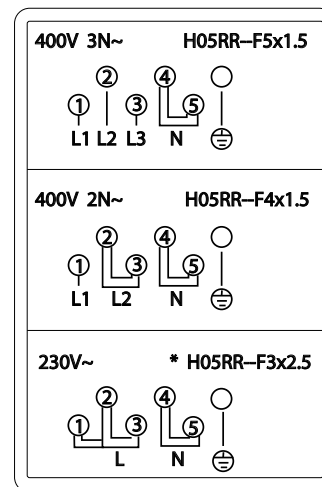 400V 3N~ H05RR--F5x1.5
2 4
1 3 5
L1 L2 L3 N
400V 2N~ H05RR--F4x1.5
2 4
1 3 5
L1 L2 N
230V~ * H05RR--F3x2.5
2 4
1 3 5
L N